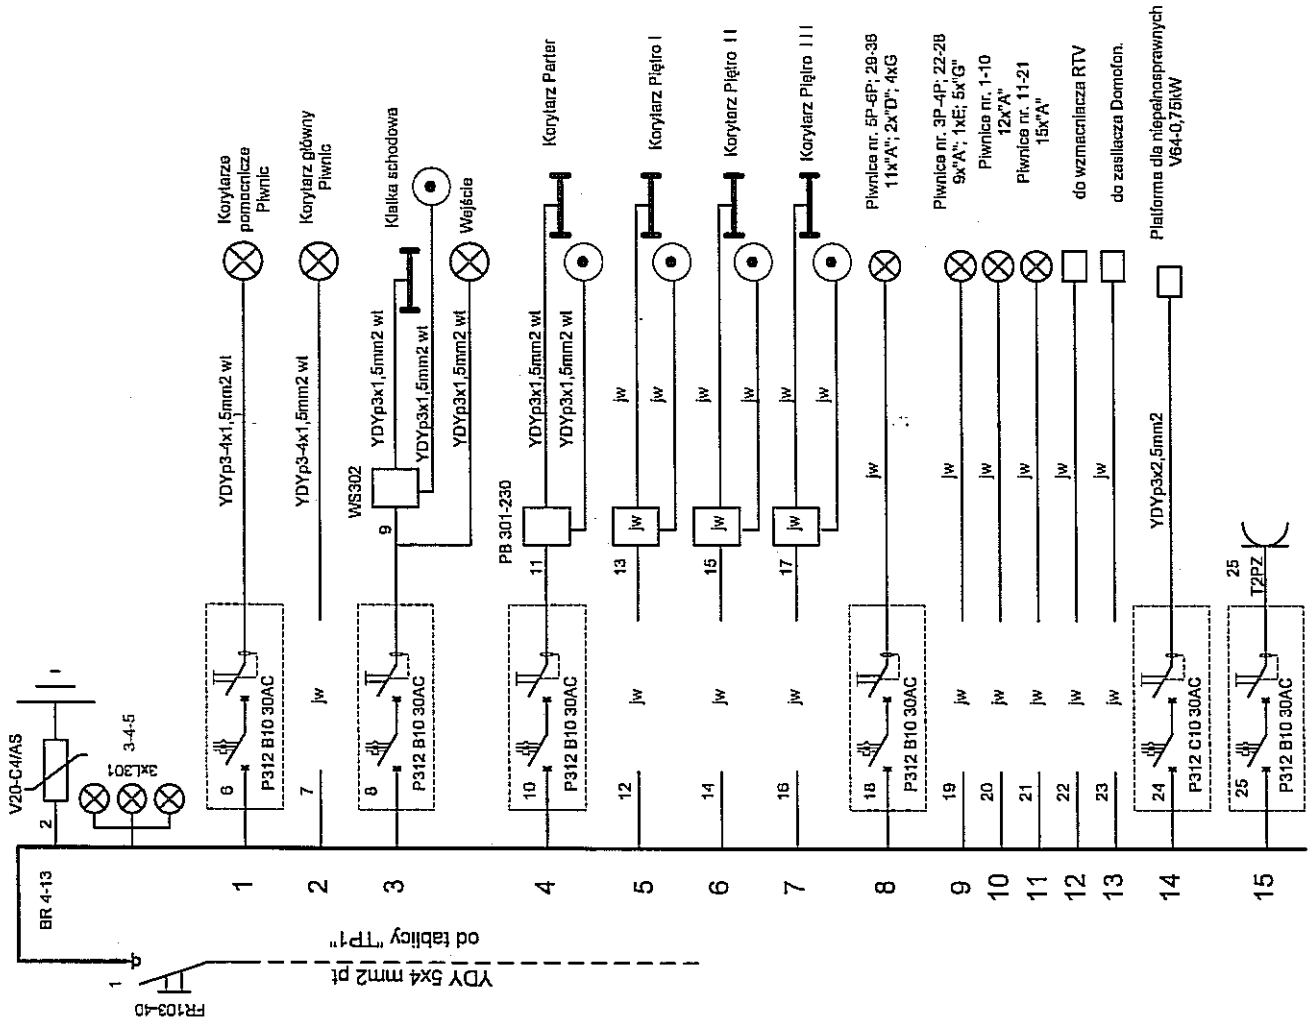 BR 4-13
1
FR103-40
YDY 5x4 mm2 pt
od tablicy "TP1"
V20-C4/AS
2
3xL301
3-4-5
1
6
P312 B10 30AC
YDYp3-4x1,5mm2 wt
Korytarze
pomocnicze
Piwnic
2
7
jw
YDYp3-4x1,5mm2 wt
Korytarz główny
Piwnic
3
8
P312 B10 30AC
9
WS302
YDYp3x1,5mm2 wt
YDYp3x1,5mm2 wt
YDYp3x1,5mm2 wt
Klatka schodowa
Wejście
4
10
P312 B10 30AC
11
PB 301-230
YDYp3x1,5mm2 wt
YDYp3x1,5mm2 wt
Korytarz Parter
5
12
jw
13
jw
jw
jw
Korytarz Piętro I
6
14
jw
15
jw
jw
jw
Korytarz Piętro II
7
16
jw
17
jw
jw
jw
Korytarz Piętro III
8
18
P312 B10 30AC
jw
Piwnica nr. 5P-6P; 29-38
11x"A"; 2x"D"; 4xG
9
19
jw
jw
Piwnica nr. 3P-4P; 22-28
9x"A"; 1xE; 5x"G"
10
20
jw
jw
Piwnice nr. 1-10
12x"A"
11
21
jw
jw
Piwnice nr. 11-21
15x"A"
12
22
jw
jw
do wzmacniacza RTV
13
23
jw
jw
do zasilacza Domofon.
14
24
P312 C10 30AC
YDYp3x2,5mm2
Platforma dla niepełnosprawnych
V64-0,75kW
15
25
P312 B10 30AC
25
T2PZ